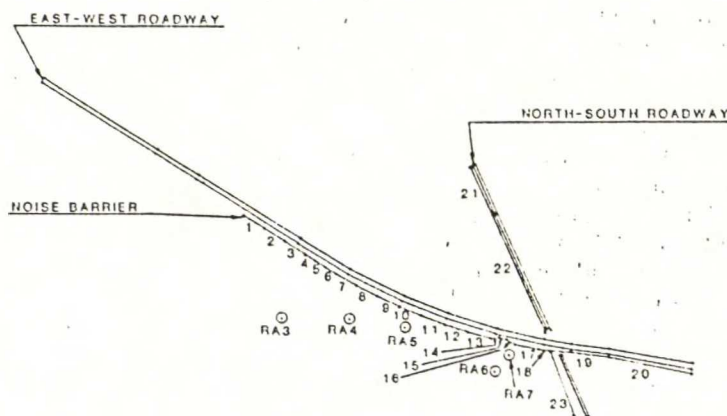 EAST-WEST ROADWAY
NORTH-SOUTH ROADWAY
21
NOISE BARRIER
1
2
3
4
5
6
7
8
22
9
10
RA3
RA4
RA5
11
12
13
14
15
16
17
18
19
20
RA6
RA7
23